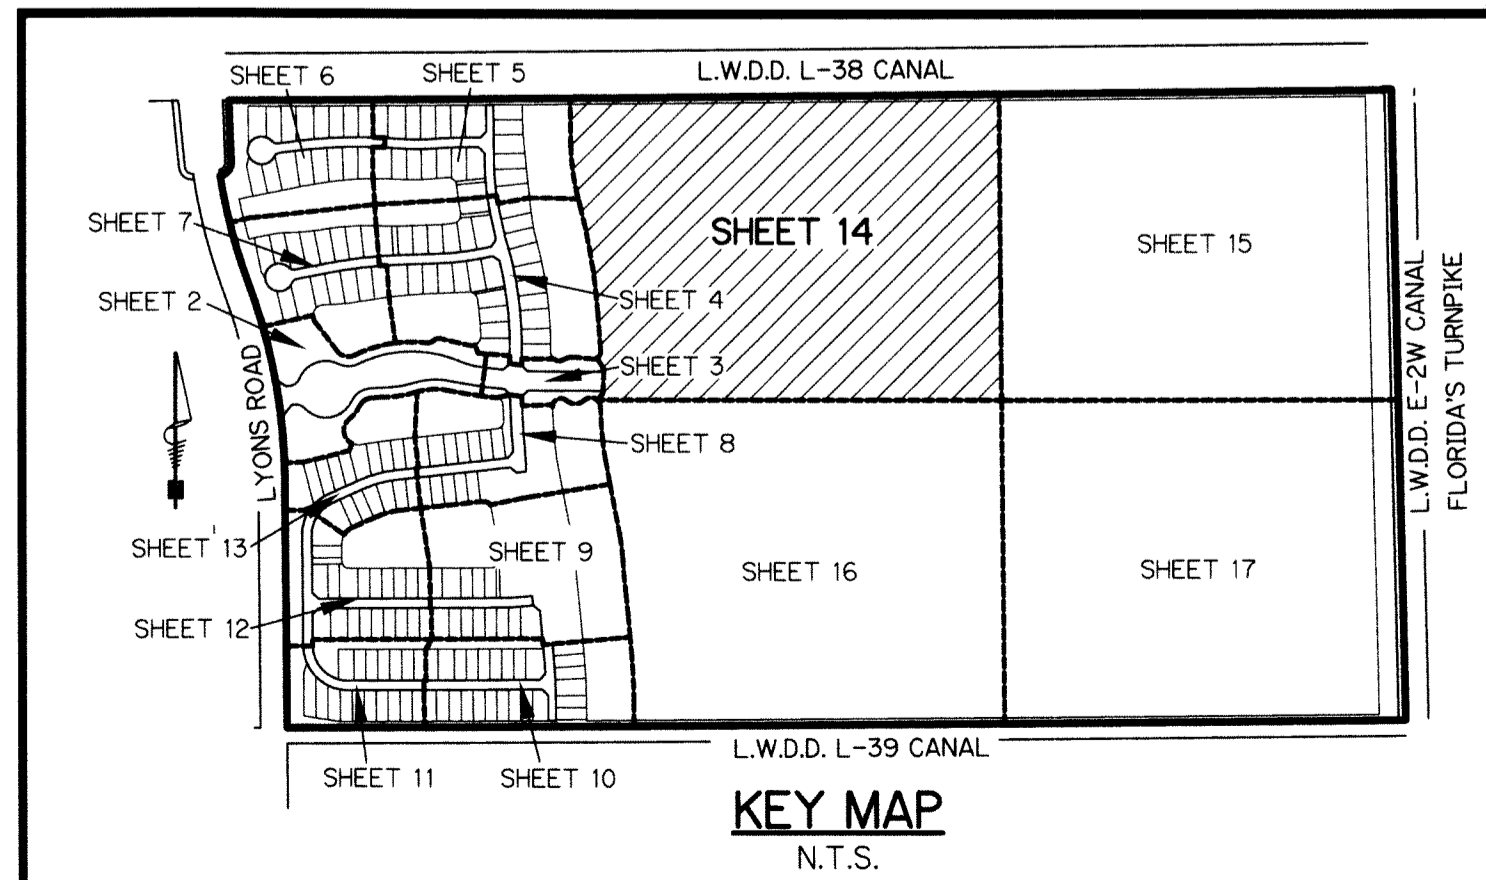 L.W.D.D. L-38 CANAL
SHEET 6
SHEET 5
SHEET 7
SHEET 14
SHEET 15
SHEET 2
SHEET 4
SHEET 3
LYONS ROAD
L.W.D.D. E-2W CANAL
FLORIDA'S TURNPIKE
SHEET 8
SHEET 13
SHEET 9
SHEET 16
SHEET 17
SHEET 12
SHEET 11
SHEET 10
L.W.D.D. L-39 CANAL
KEY MAP
N.T.S.